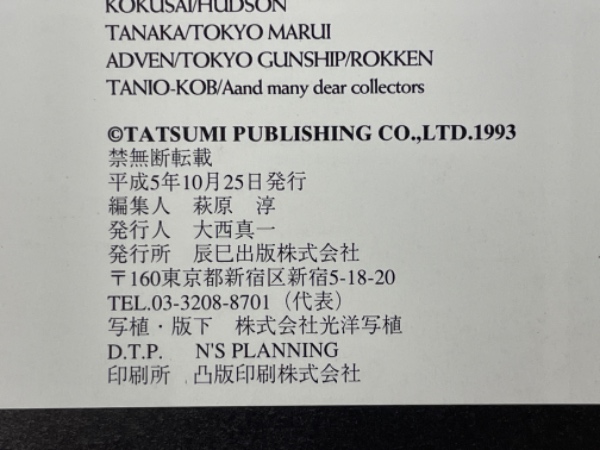 KOKUSAI/HUDSON
TANAKA/TOKYO MARUI
ADVEN/TOKYO GUNSHIP/ROKKEN
TANIO-KOB/Aand many dear collectors
©TATSUMI PUBLISHING CO.,LTD.1993
禁無断転載
平成5年10月25日発行
編集人　萩原　淳
発行人　大西真一
発行所　辰巳出版株式会社
〒160東京都新宿区新宿5-18-20
TEL.03-3208-8701（代表）
写植・版下　株式会社光洋写植
D.T.P.　N'S PLANNING
印刷所　凸版印刷株式会社